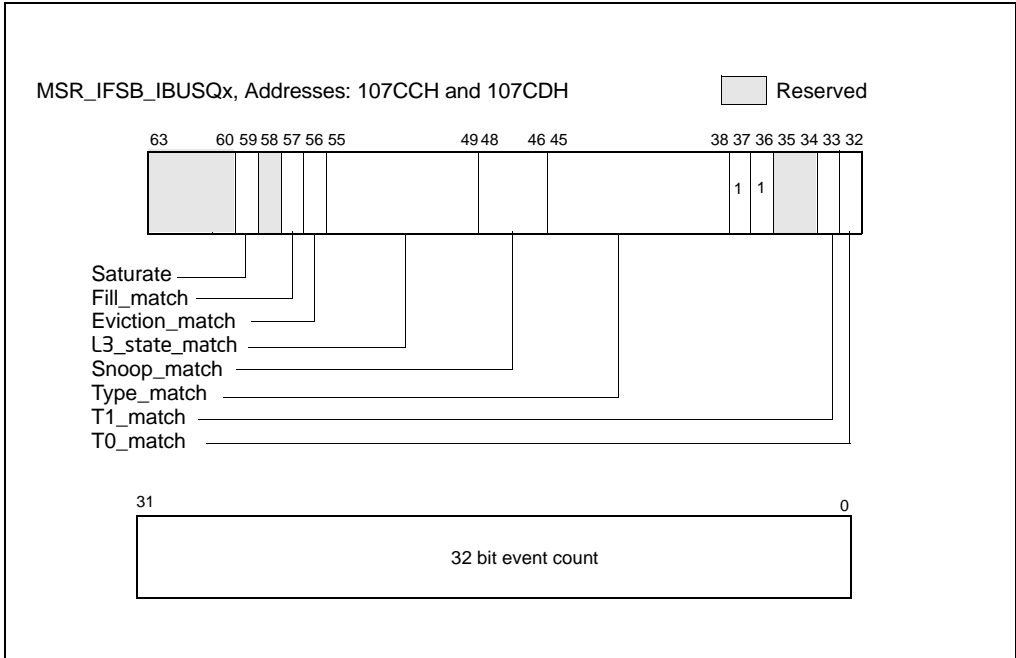 MSR_IFSB_IBUSQx, Addresses: 107CCH and 107CDH
Reserved
63 60 59 58 57 56 55 49 48 46 45 38 37 36 35 34 33 32
1 1
Saturate
Fill_match
Eviction_match
L3_state_match
Snoop_match
Type_match
T1_match
T0_match
31 0
32 bit event count